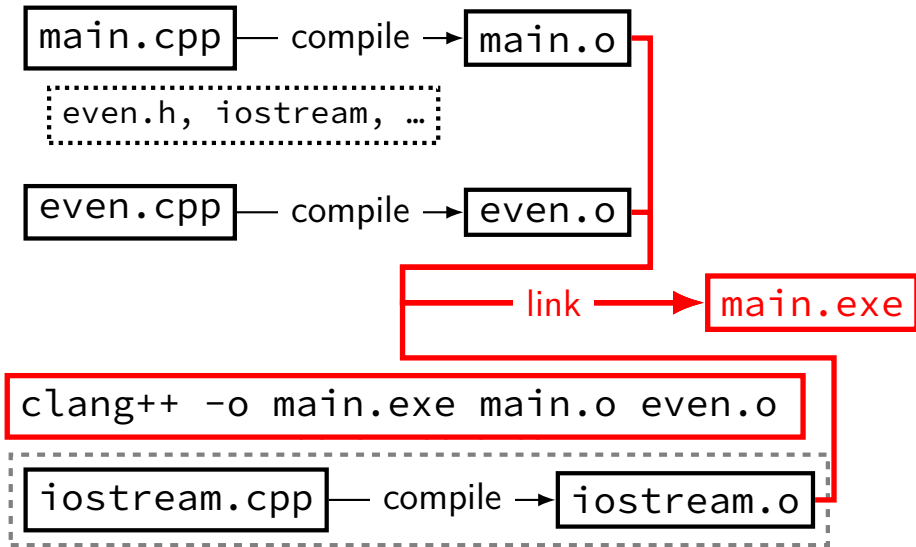 main.cpp compile main.o
even.h, iostream, …
even.cpp compile even.o
link main.exe
clang++ -o main.exe main.o even.o
iostream.cpp compile iostream.o